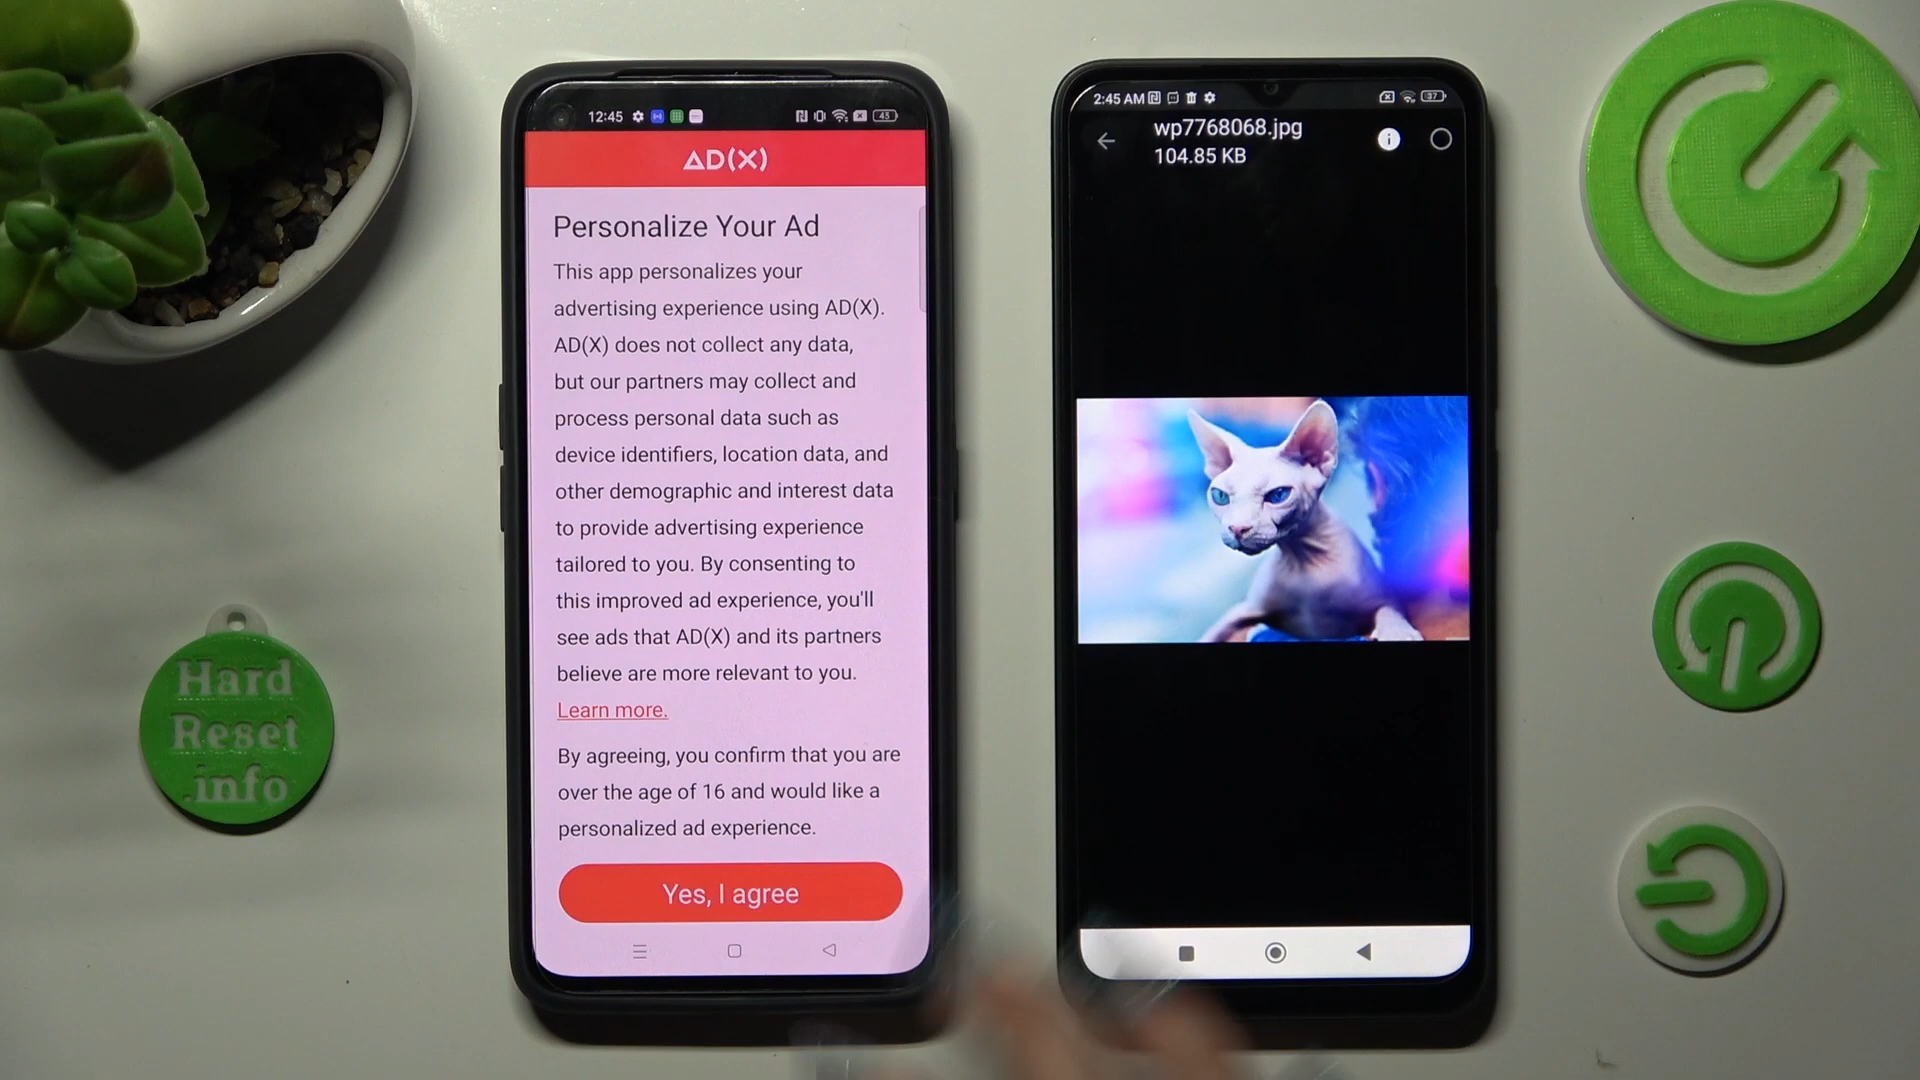 12:45
43
AD(X)
Personalize Your Ad
This app personalizes your
advertising experience using AD(X).
AD(X) does not collect any data,
but our partners may collect and
process personal data such as
device identifiers, location data, and
other demographic and interest data
to provide advertising experience
tailored to you. By consenting to
this improved ad experience, you'll
see ads that AD(X) and its partners
believe are more relevant to you.
Learn more.
By agreeing, you confirm that you are
over the age of 16 and would like a
personalized ad experience.
Yes, I agree
2:45 AM
37
wp7768068.jpg
104.85 KB
Hard
Reset
.info